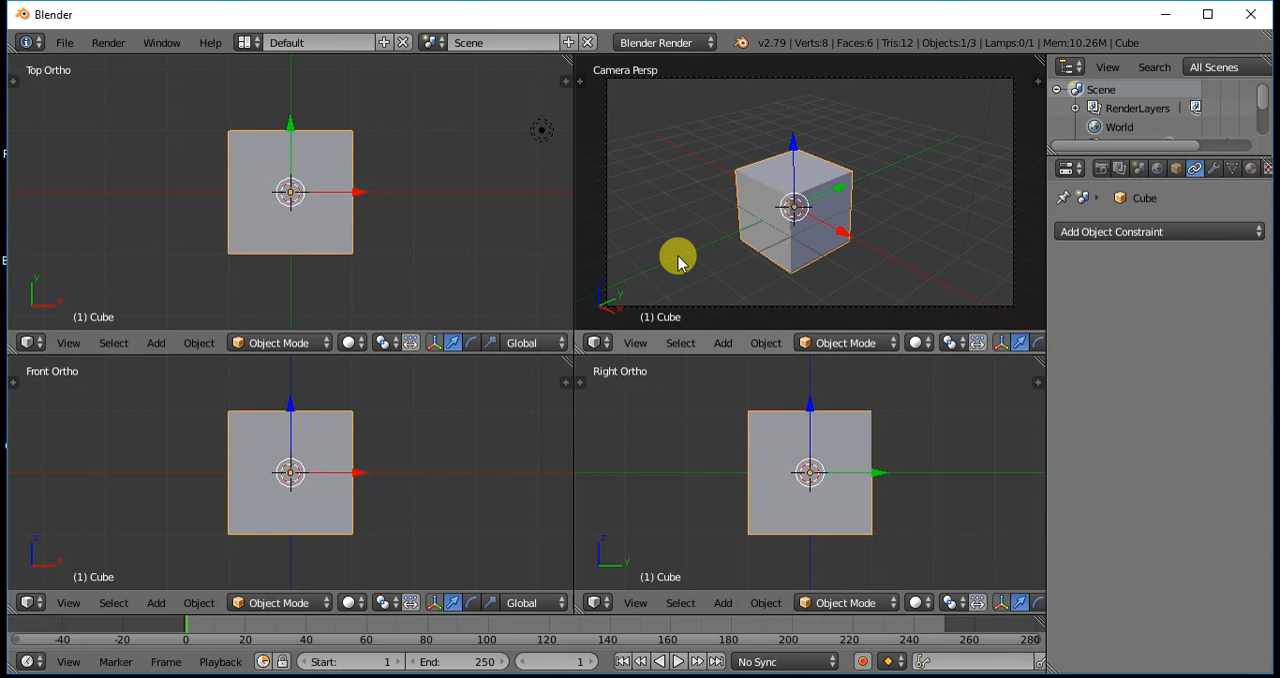 Blender
File Render Window Help Default Scene Blender Render v2.79 | Verts:8 | Faces:6 | Tris:12 | Objects:1/3 | Lamps:0/1 | Mem:10.26M | Cube
Top Ortho
y
x
(1) Cube
View Select Add Object Object Mode Global
Camera Persp
z
y
x
(1) Cube
View Select Add Object Object Mode
Front Ortho
z
x
(1) Cube
View Select Add Object Object Mode Global
Right Ortho
z
y
(1) Cube
View Select Add Object Object Mode
View Search All Scenes
Scene
RenderLayers
World
Cube
Add Object Constraint
-40 -20 0 20 40 60 80 100 120 140 160 180 200 220 240 260 280
View Marker Frame Playback Start: 1 End: 250 1 No Sync